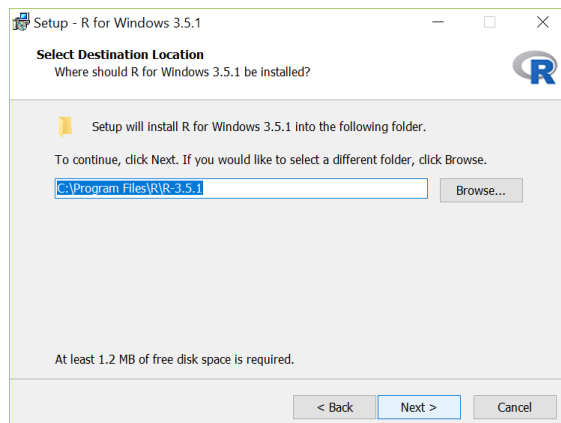 Setup - R for Windows 3.5.1
Select Destination Location
Where should R for Windows 3.5.1 be installed?
R
Setup will install R for Windows 3.5.1 into the following folder.
To continue, click Next. If you would like to select a different folder, click Browse.
C:\Program Files\R\R-3.5.1
Browse...
At least 1.2 MB of free disk space is required.
< Back
Next >
Cancel